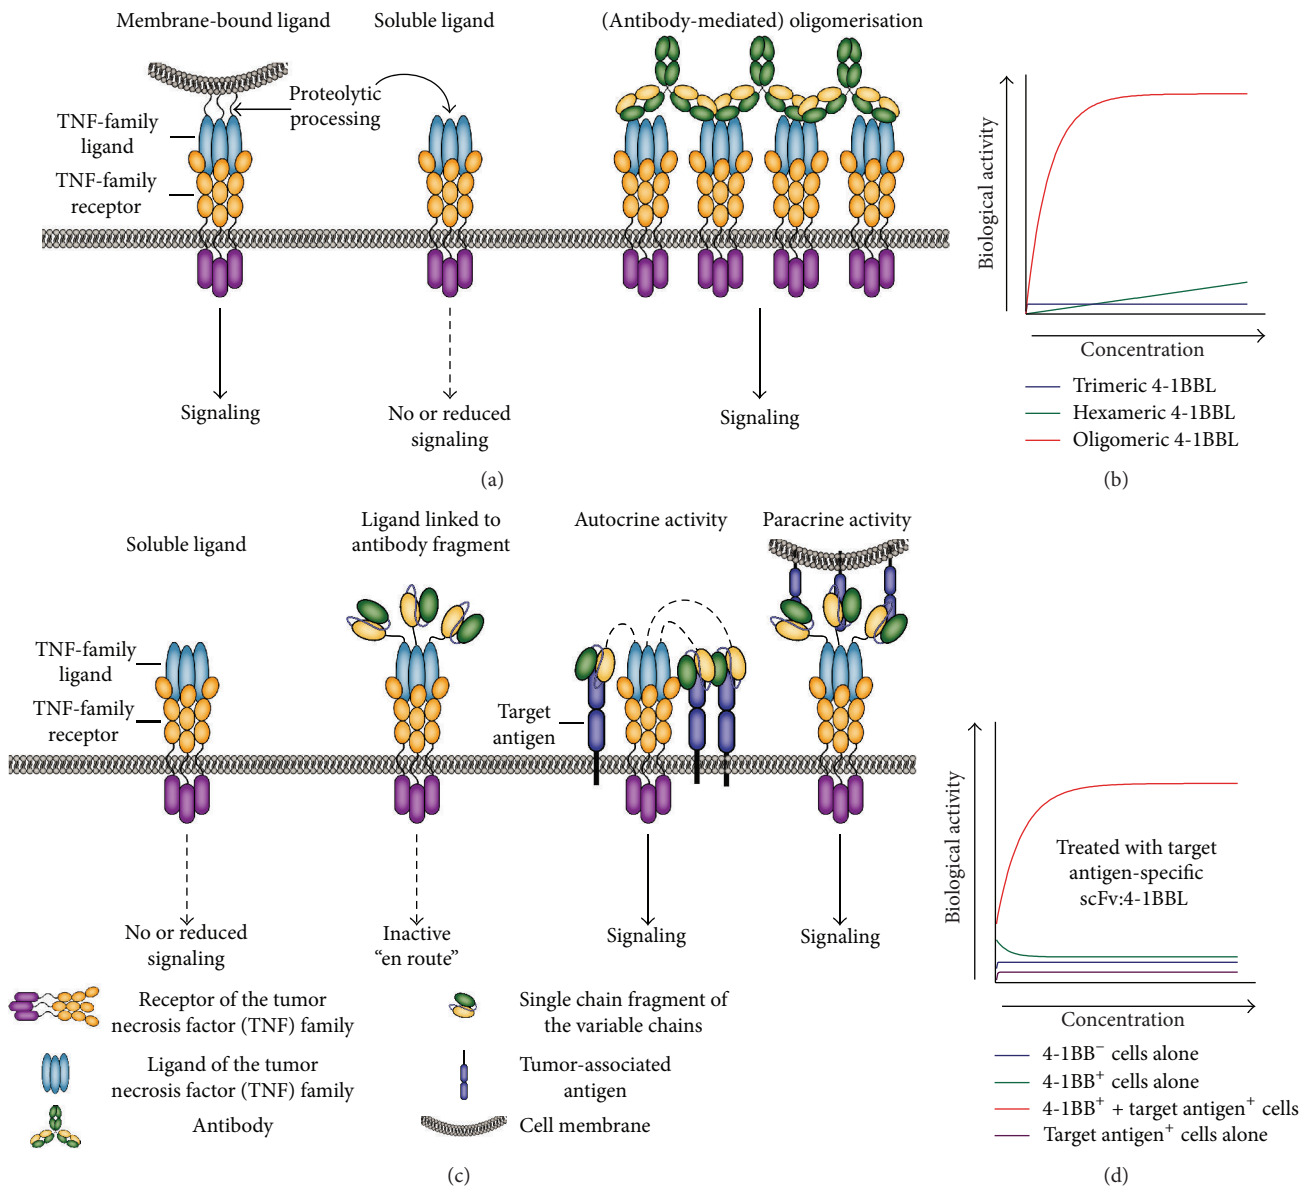 Membrane-bound ligand
Soluble ligand
(Antibody-mediated) oligomerisation
Proteolytic
processing
TNF-family
ligand
TNF-family
receptor
Signaling
No or reduced
signaling
Signaling
(a)
Biological activity
Concentration
Trimeric 4-1BBL
Hexameric 4-1BBL
Oligomeric 4-1BBL
(b)
Soluble ligand
Ligand linked to
antibody fragment
Autocrine activity
Paracrine activity
TNF-family
ligand
TNF-family
receptor
Target
antigen
No or reduced
signaling
Inactive
“en route”
Signaling
Signaling
Receptor of the tumor
necrosis factor (TNF) family
Ligand of the tumor
necrosis factor (TNF) family
Antibody
Single chain fragment of
the variable chains
Tumor-associated
antigen
Cell membrane
(c)
Biological activity
Treated with target
antigen-specific
scFv:4-1BBL
Concentration
4-1BB⁻ cells alone
4-1BB⁺ cells alone
4-1BB⁺ + target antigen⁺ cells
Target antigen⁺ cells alone
(d)